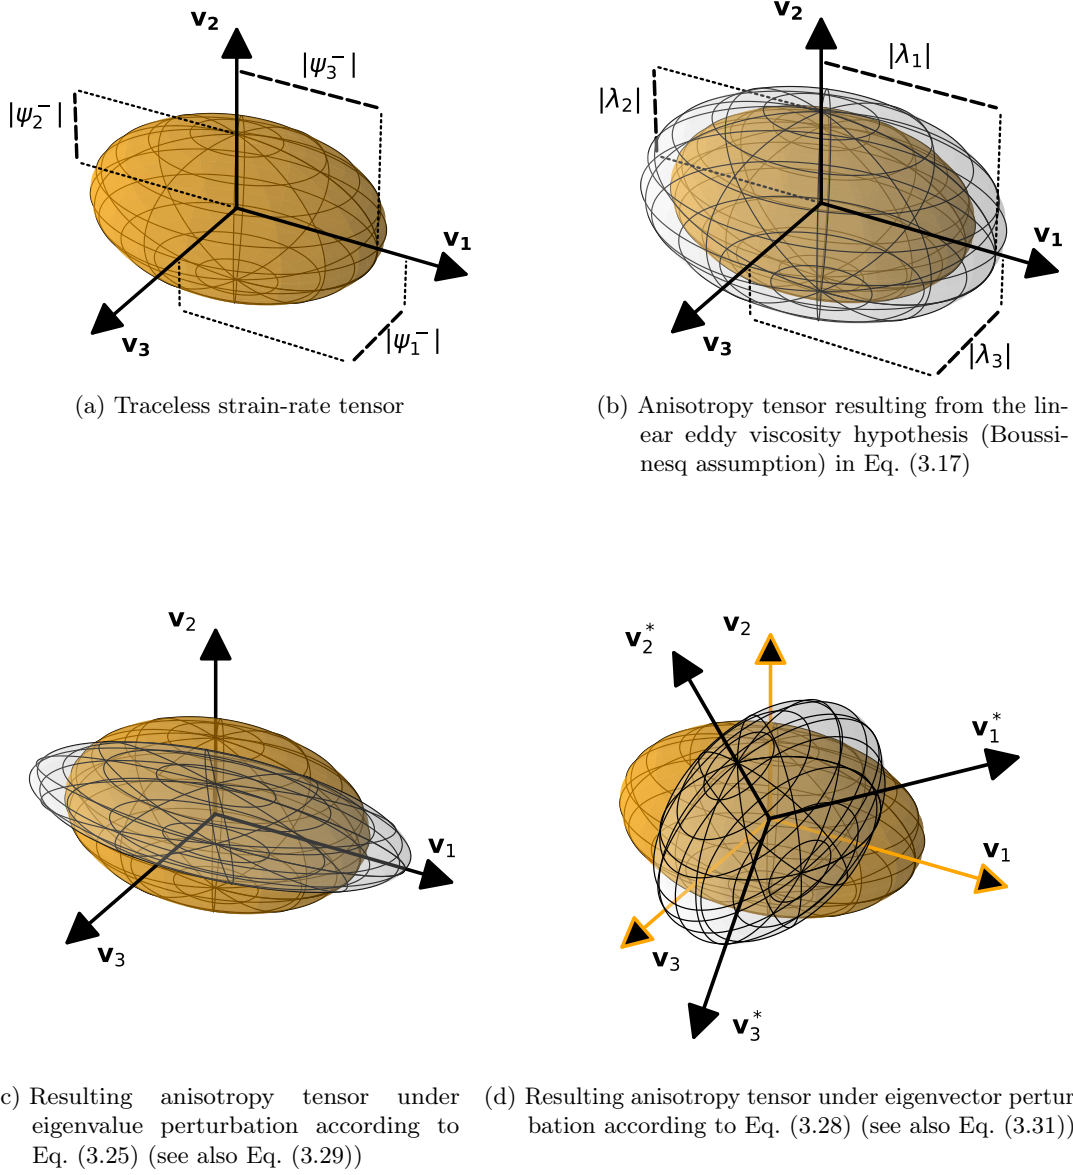 v₂
|ψ₃⁻|
|ψ₂⁻|
v₁
v₃
|ψ₁⁻|
(a) Traceless strain-rate tensor
v₂
|λ₁|
|λ₂|
v₁
v₃
|λ₃|
(b) Anisotropy tensor resulting from the lin-
ear eddy viscosity hypothesis (Boussi-
nesq assumption) in Eq. (3.17)
v₂
v₁
v₃
c) Resulting anisotropy tensor under
eigenvalue perturbation according to
Eq. (3.25) (see also Eq. (3.29))
v₂*
v₂
v₁*
v₁
v₃
v₃*
(d) Resulting anisotropy tensor under eigenvector pertur
bation according to Eq. (3.28) (see also Eq. (3.31))